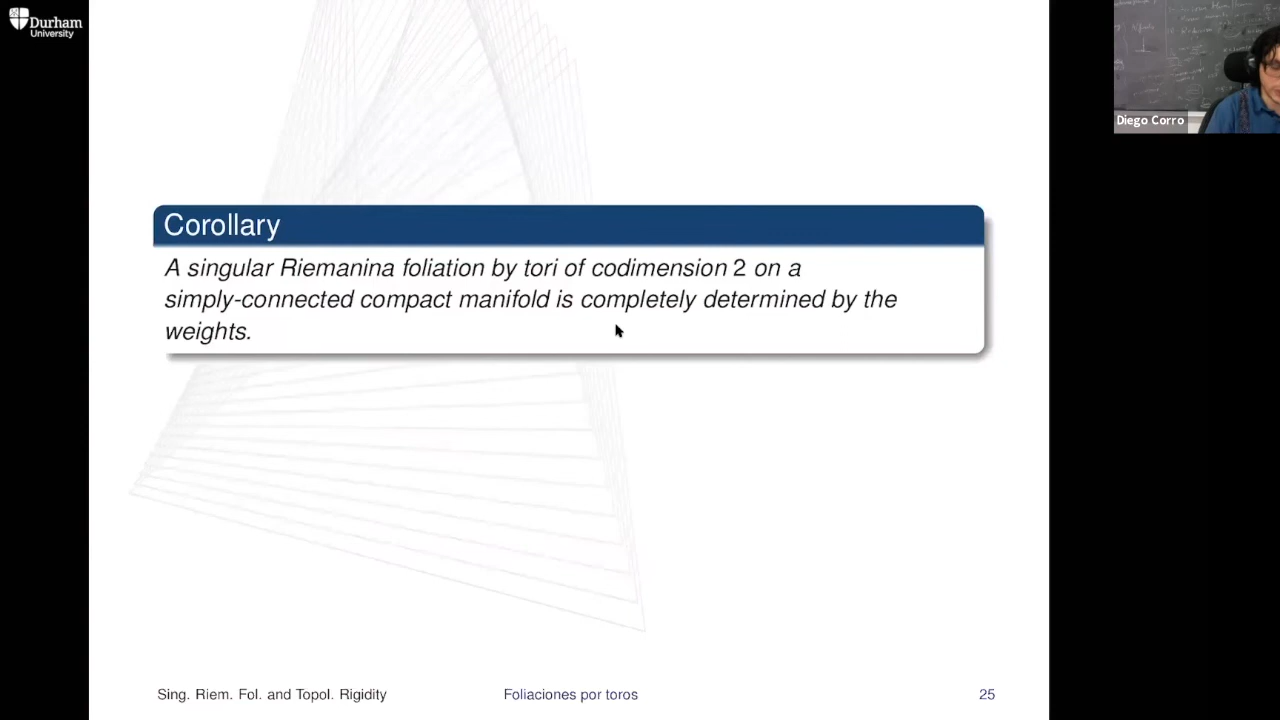 Durham
University
Diego Corro
Corollary
A singular Riemanina foliation by tori of codimension 2 on a
simply-connected compact manifold is completely determined by the
weights.
Sing. Riem. Fol. and Topol. Rigidity
Foliaciones por toros
25